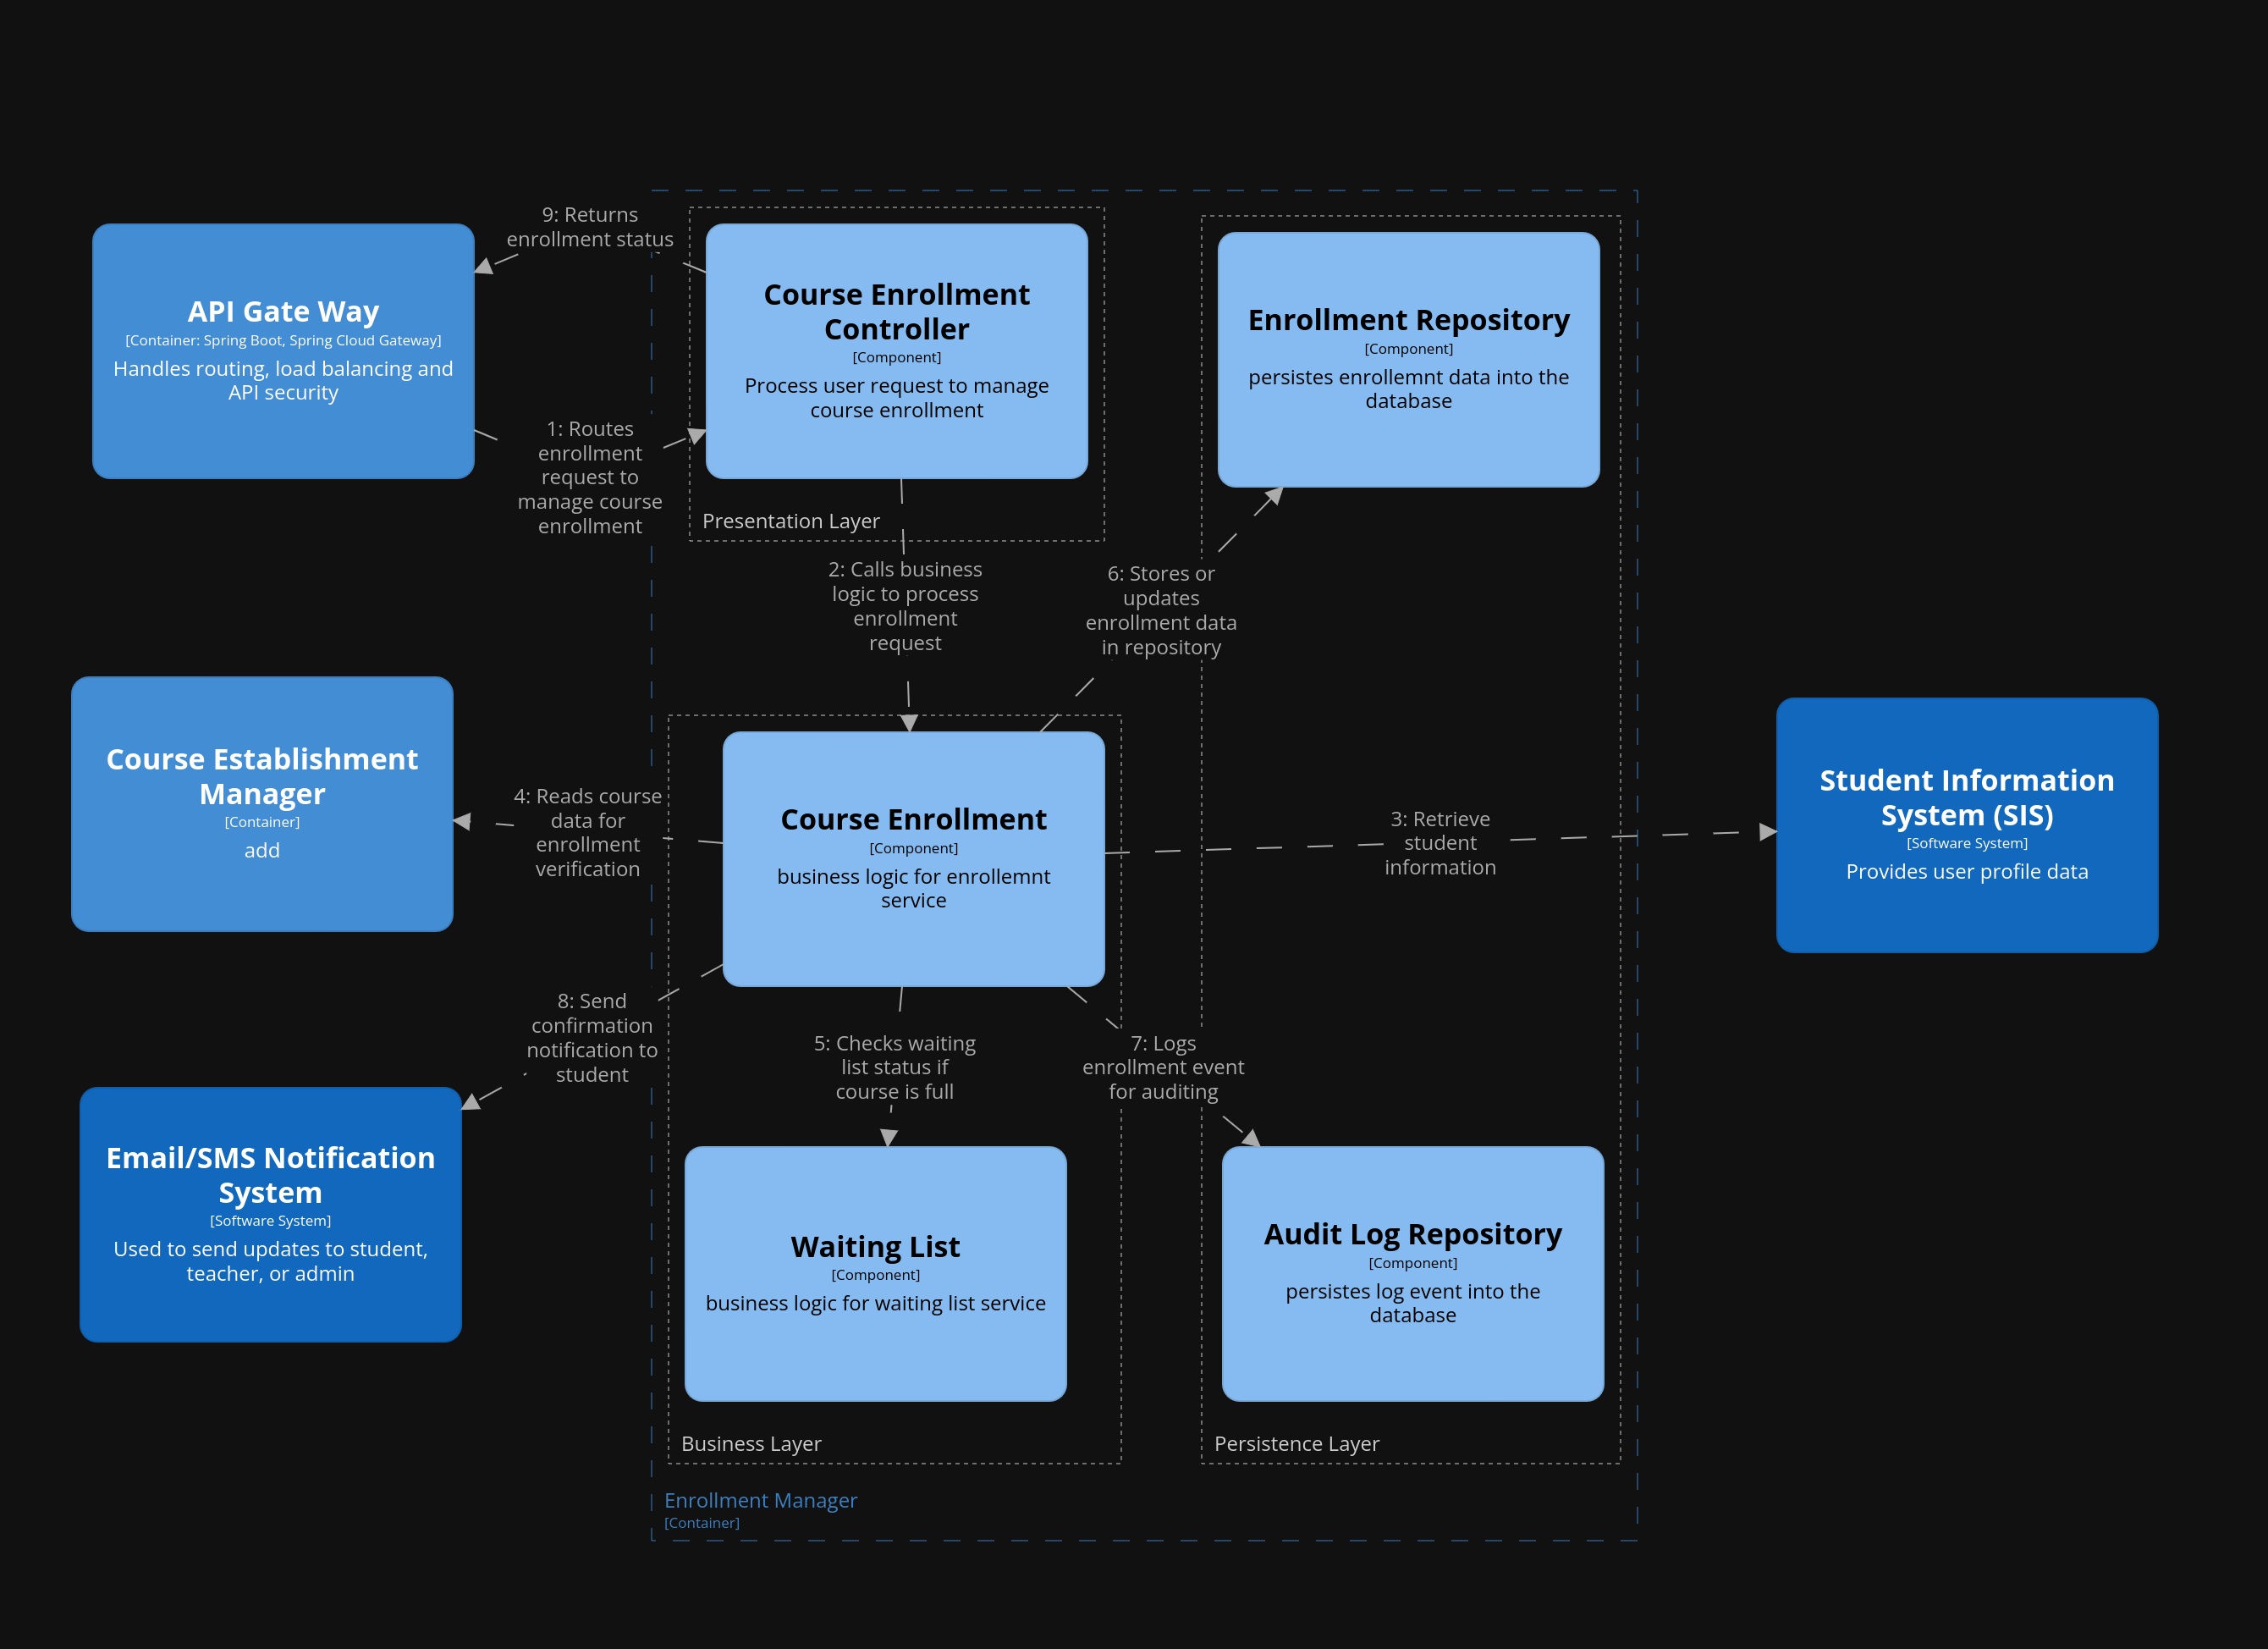 9: Returns
enrollment status
API Gate Way
[Container: Spring Boot, Spring Cloud Gateway]
Handles routing, load balancing and
API security
Course Enrollment
Controller
[Component]
Process user request to manage
course enrollment
Enrollment Repository
[Component]
persistes enrollemnt data into the
database
1: Routes
enrollment
request to
manage course
enrollment
Presentation Layer
2: Calls business
logic to process
enrollment
request
6: Stores or
updates
enrollment data
in repository
Course Establishment
Manager
[Container]
add
4: Reads course
data for
enrollment
verification
Course Enrollment
[Component]
business logic for enrollemnt
service
3: Retrieve
student
information
Student Information
System (SIS)
[Software System]
Provides user profile data
8: Send
confirmation
notification to
student
5: Checks waiting
list status if
course is full
7: Logs
enrollment event
for auditing
Email/SMS Notification
System
[Software System]
Used to send updates to student,
teacher, or admin
Waiting List
[Component]
business logic for waiting list service
Audit Log Repository
[Component]
persistes log event into the
database
Business Layer
Persistence Layer
Enrollment Manager
[Container]